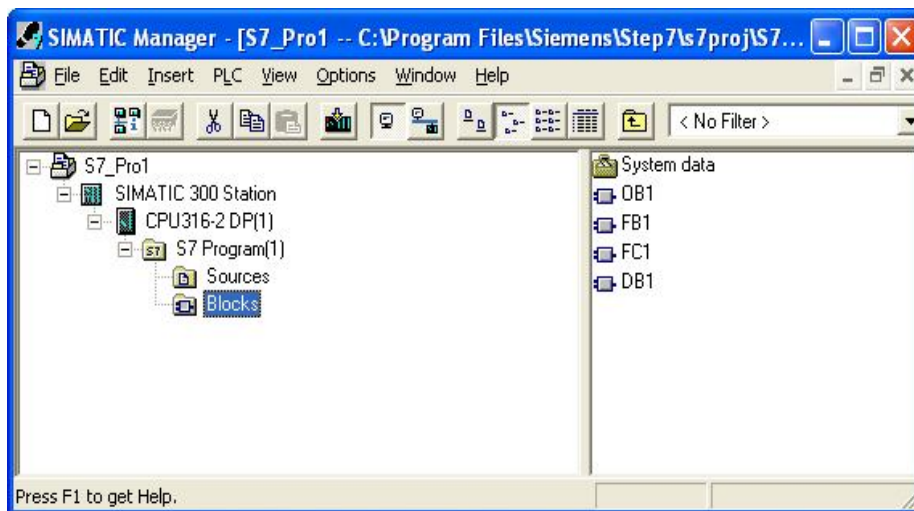 SIMATIC Manager - [S7_Pro1 -- C:\Program Files\Siemens\Step7\s7proj\S7...
File Edit Insert PLC View Options Window Help
< No Filter >
S7_Pro1
SIMATIC 300 Station
CPU316-2 DP(1)
S7 Program(1)
Sources
Blocks
System data
OB1
FB1
FC1
DB1
Press F1 to get Help.